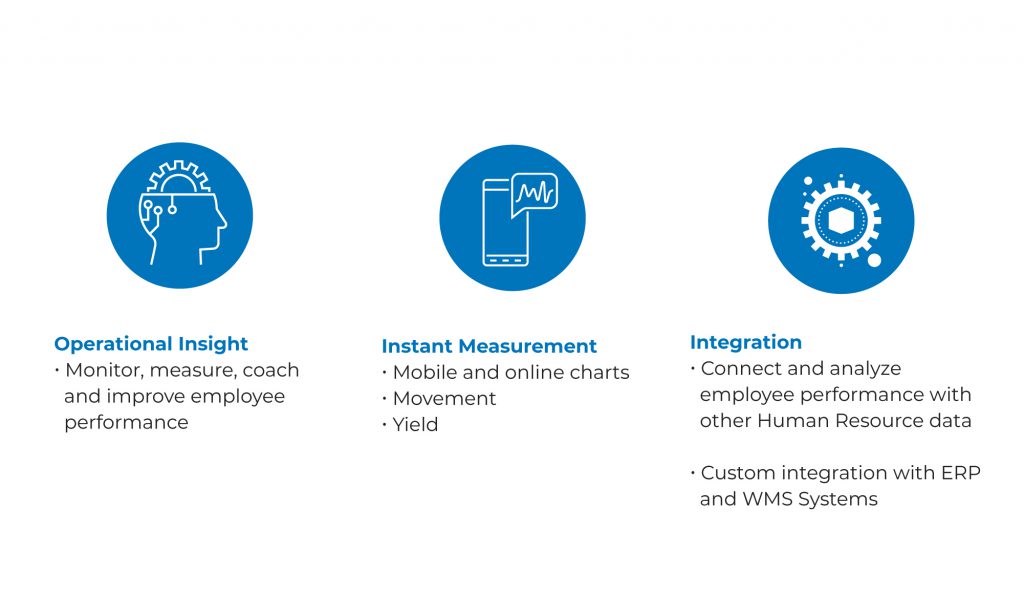 Operational Insight
· Monitor, measure, coach
and improve employee
performance
Instant Measurement
· Mobile and online charts
· Movement
· Yield
Integration
· Connect and analyze
employee performance with
other Human Resource data
· Custom integration with ERP
and WMS Systems